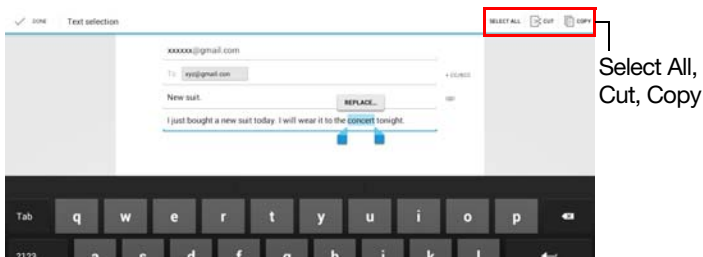 DONE Text selection SELECT ALL CUT COPY
xxxxxx@gmail.com
To xyz@gmail.com + CC/BCC
New suit.
REPLACE...
I just bought a new suit today. I will wear it to the concert tonight.
Select All,
Cut, Copy
Tab q w e r t y u i o p
?123 a s d f g h j k l